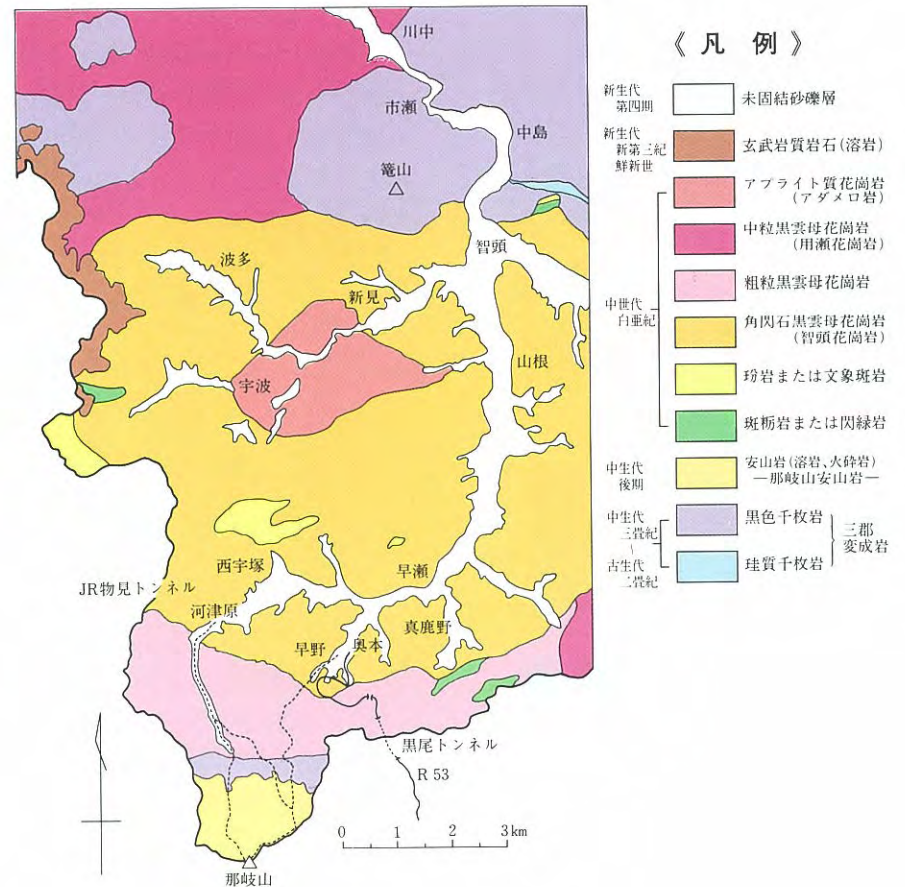 川中
市瀬
中島
篭山
智頭
波多
新見
山根
宇波
西宇塚
早瀬
JR物見トンネル
河津原
真鹿野
早野
奥本
黒尾トンネル
R 53
0 1 2 3km
那岐山
《 凡 例 》
新生代
第四期
未固結砂礫層
新生代
新第三紀
鮮新世
玄武岩質岩石(溶岩)
アプライト質花崗岩
(アダメロ岩)
中粒黒雲母花崗岩
(用瀬花崗岩)
粗粒黒雲母花崗岩
中世代
白亜紀
角閃石黒雲母花崗岩
(智頭花崗岩)
玢岩または文象斑岩
斑粝岩または閃緑岩
中生代
後期
安山岩(溶岩、火砕岩)
―那岐山安山岩―
中生代
三畳紀
~
古生代
二畳紀
黒色千枚岩
珪質千枚岩
三郡
変成岩